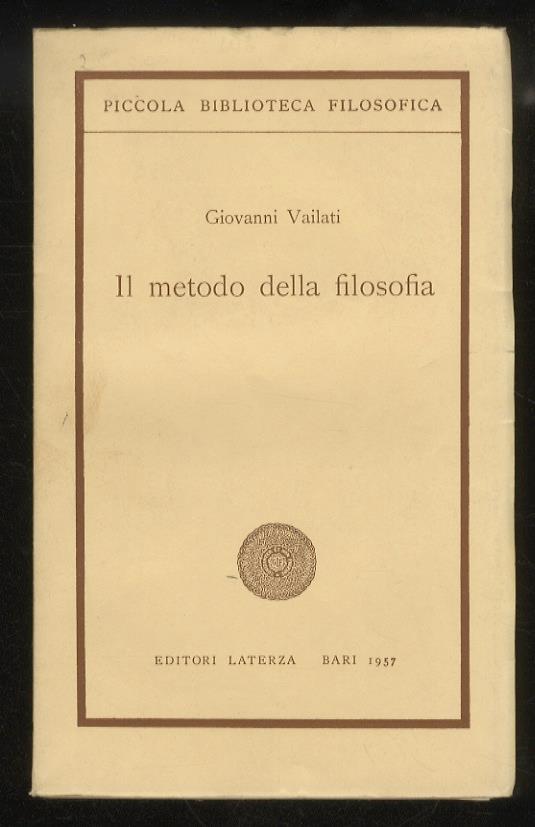 PICCOLA BIBLIOTECA FILOSOFICA
Giovanni Vailati
Il metodo della filosofia
EDITORI LATERZA BARI 1957